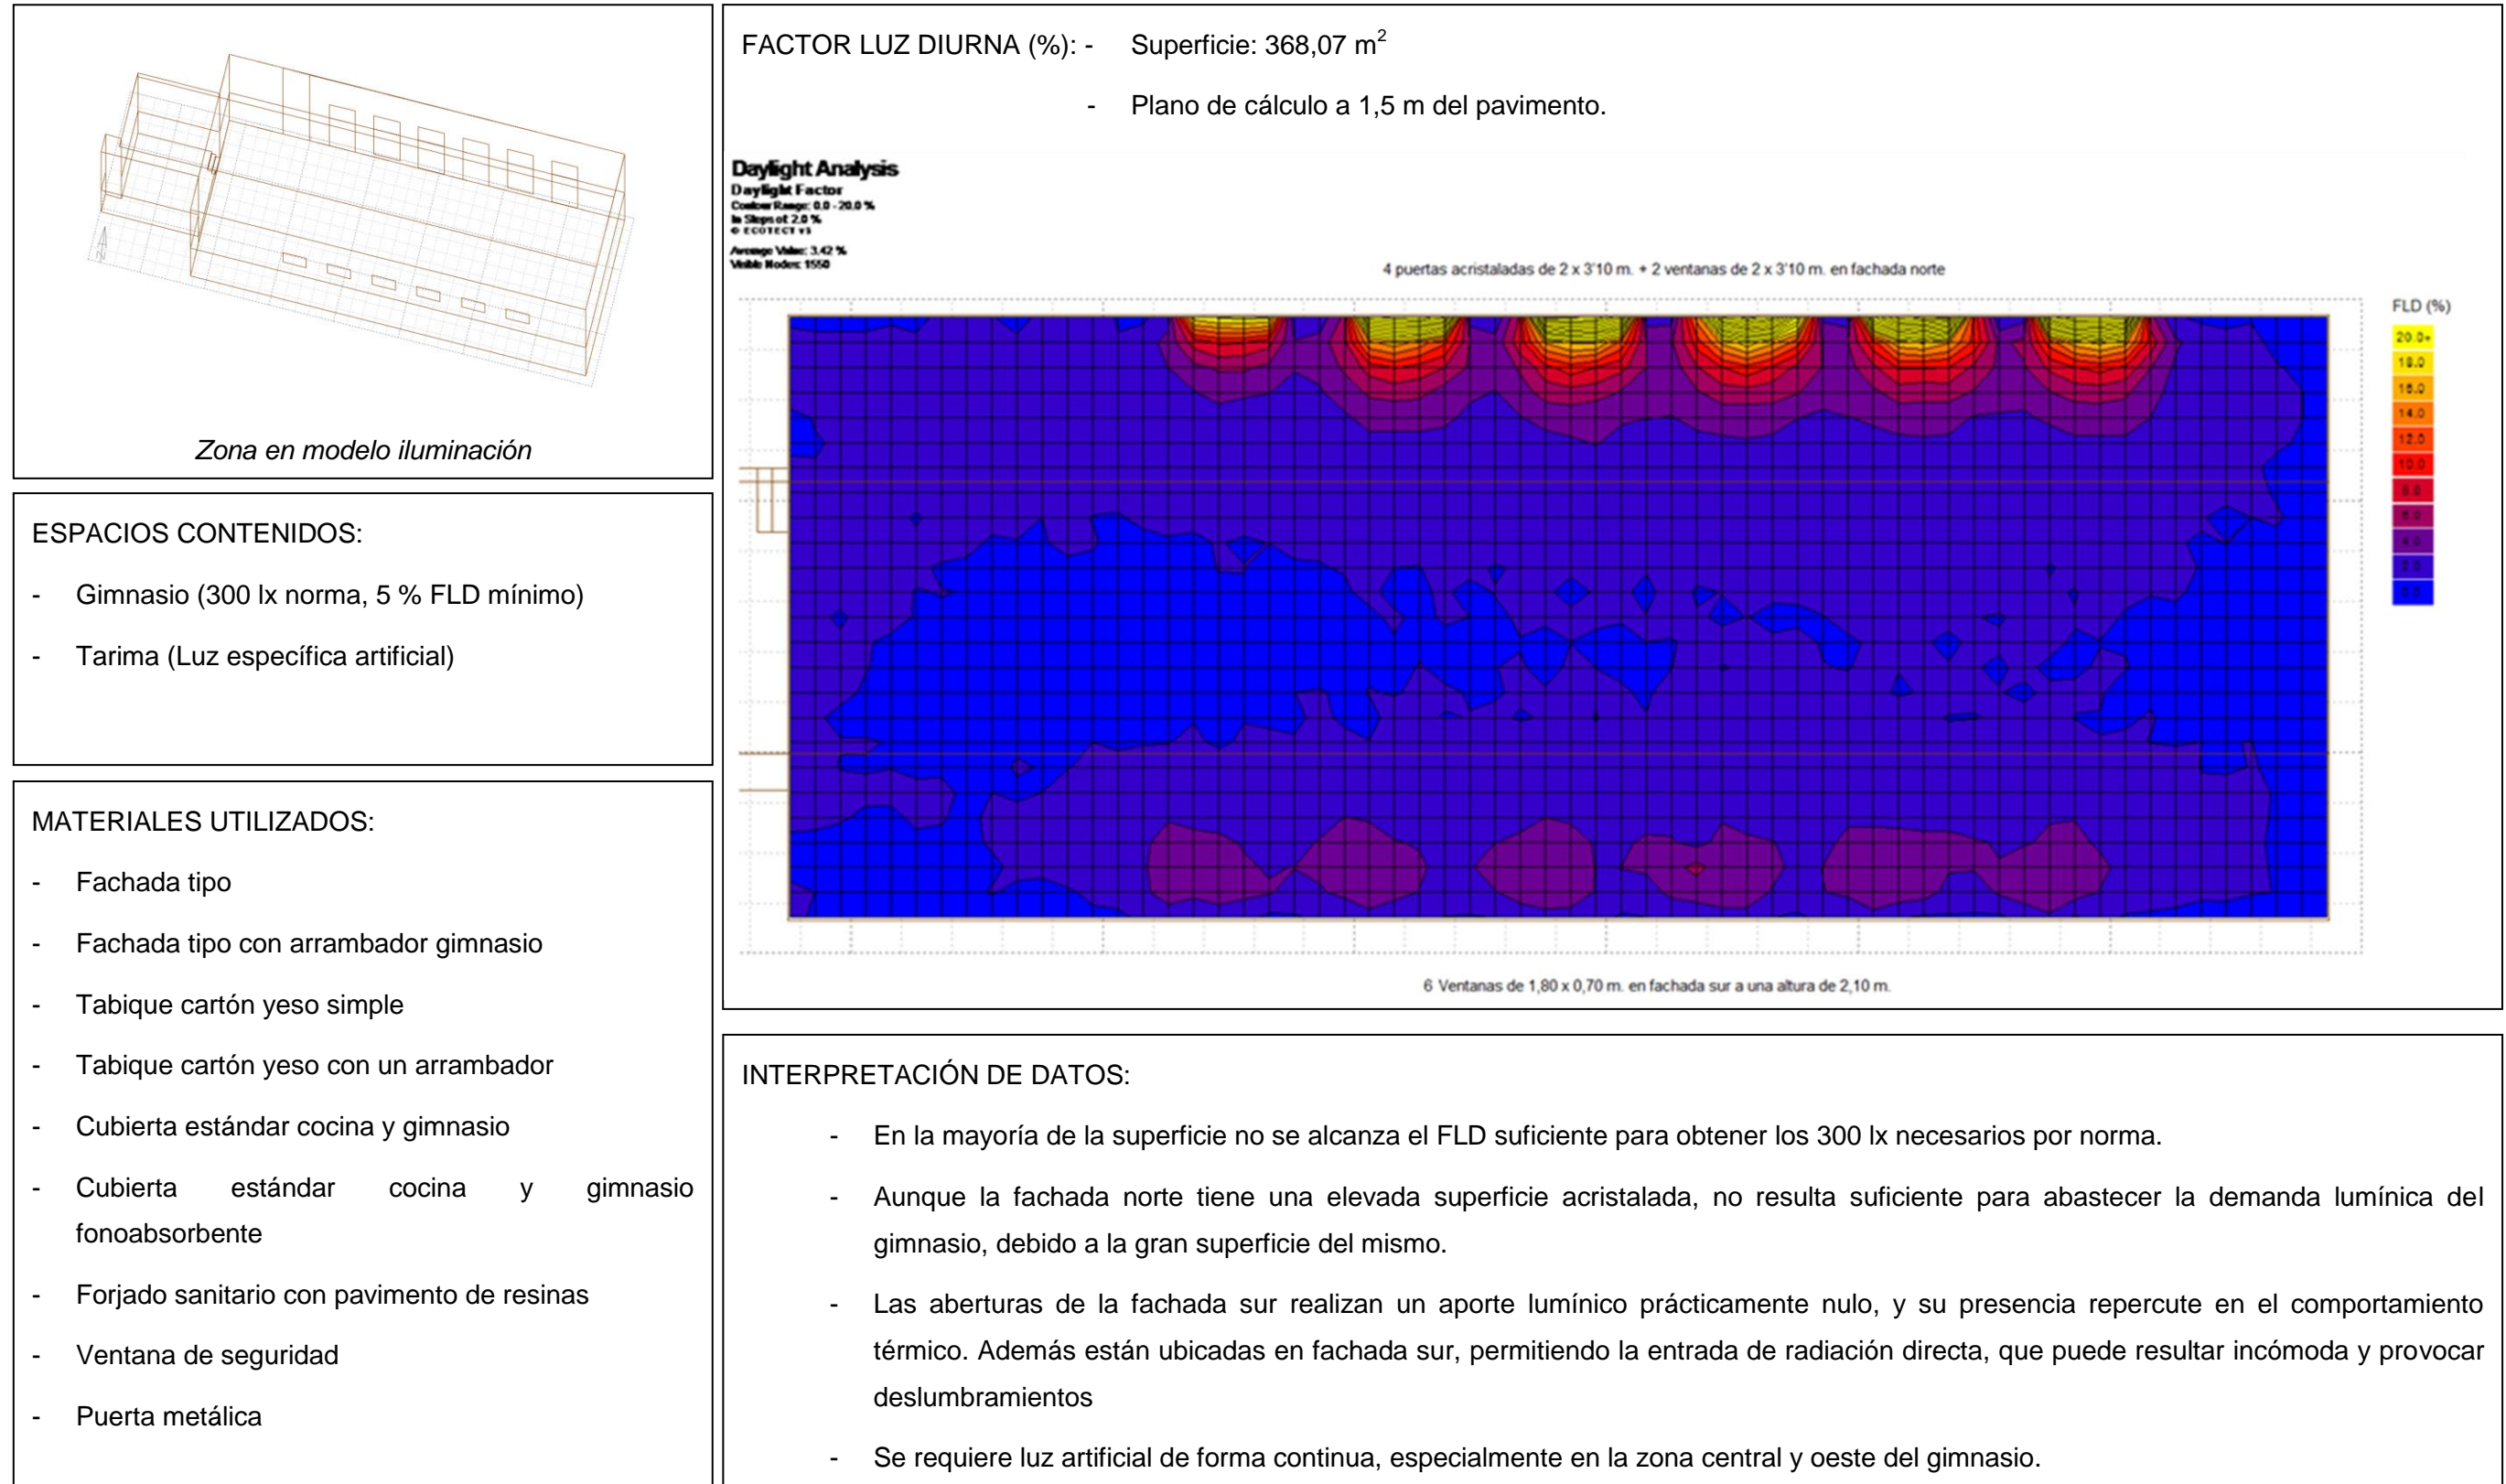 Zona en modelo iluminación
ESPACIOS CONTENIDOS:
- Gimnasio (300 lx norma, 5 % FLD mínimo)
- Tarima (Luz específica artificial)
MATERIALES UTILIZADOS:
- Fachada tipo
- Fachada tipo con arrambador gimnasio
- Tabique cartón yeso simple
- Tabique cartón yeso con un arrambador
- Cubierta estándar cocina y gimnasio
- Cubierta estándar cocina y gimnasio
fonoabsorbente
- Forjado sanitario con pavimento de resinas
- Ventana de seguridad
- Puerta metálica
FACTOR LUZ DIURNA (%): - Superficie: 368,07 m²
- Plano de cálculo a 1,5 m del pavimento.
Daylight Analysis
Daylight Factor
Contour Range: 0.0 - 20.0 %
In Steps of: 2.0 %
© ECOTECT v5
Average Value: 3.42 %
Visible Nodes: 1550
4 puertas acristaladas de 2 x 3'10 m. + 2 ventanas de 2 x 3'10 m. en fachada norte
FLD (%)
20.0+
18.0
16.0
14.0
12.0
10.0
8.0
6.0
4.0
2.0
0.0
6 Ventanas de 1,80 x 0,70 m. en fachada sur a una altura de 2,10 m.
INTERPRETACIÓN DE DATOS:
- En la mayoría de la superficie no se alcanza el FLD suficiente para obtener los 300 lx necesarios por norma.
- Aunque la fachada norte tiene una elevada superficie acristalada, no resulta suficiente para abastecer la demanda lumínica del
gimnasio, debido a la gran superficie del mismo.
- Las aberturas de la fachada sur realizan un aporte lumínico prácticamente nulo, y su presencia repercute en el comportamiento
térmico. Además están ubicadas en fachada sur, permitiendo la entrada de radiación directa, que puede resultar incómoda y provocar
deslumbramientos
- Se requiere luz artificial de forma continua, especialmente en la zona central y oeste del gimnasio.